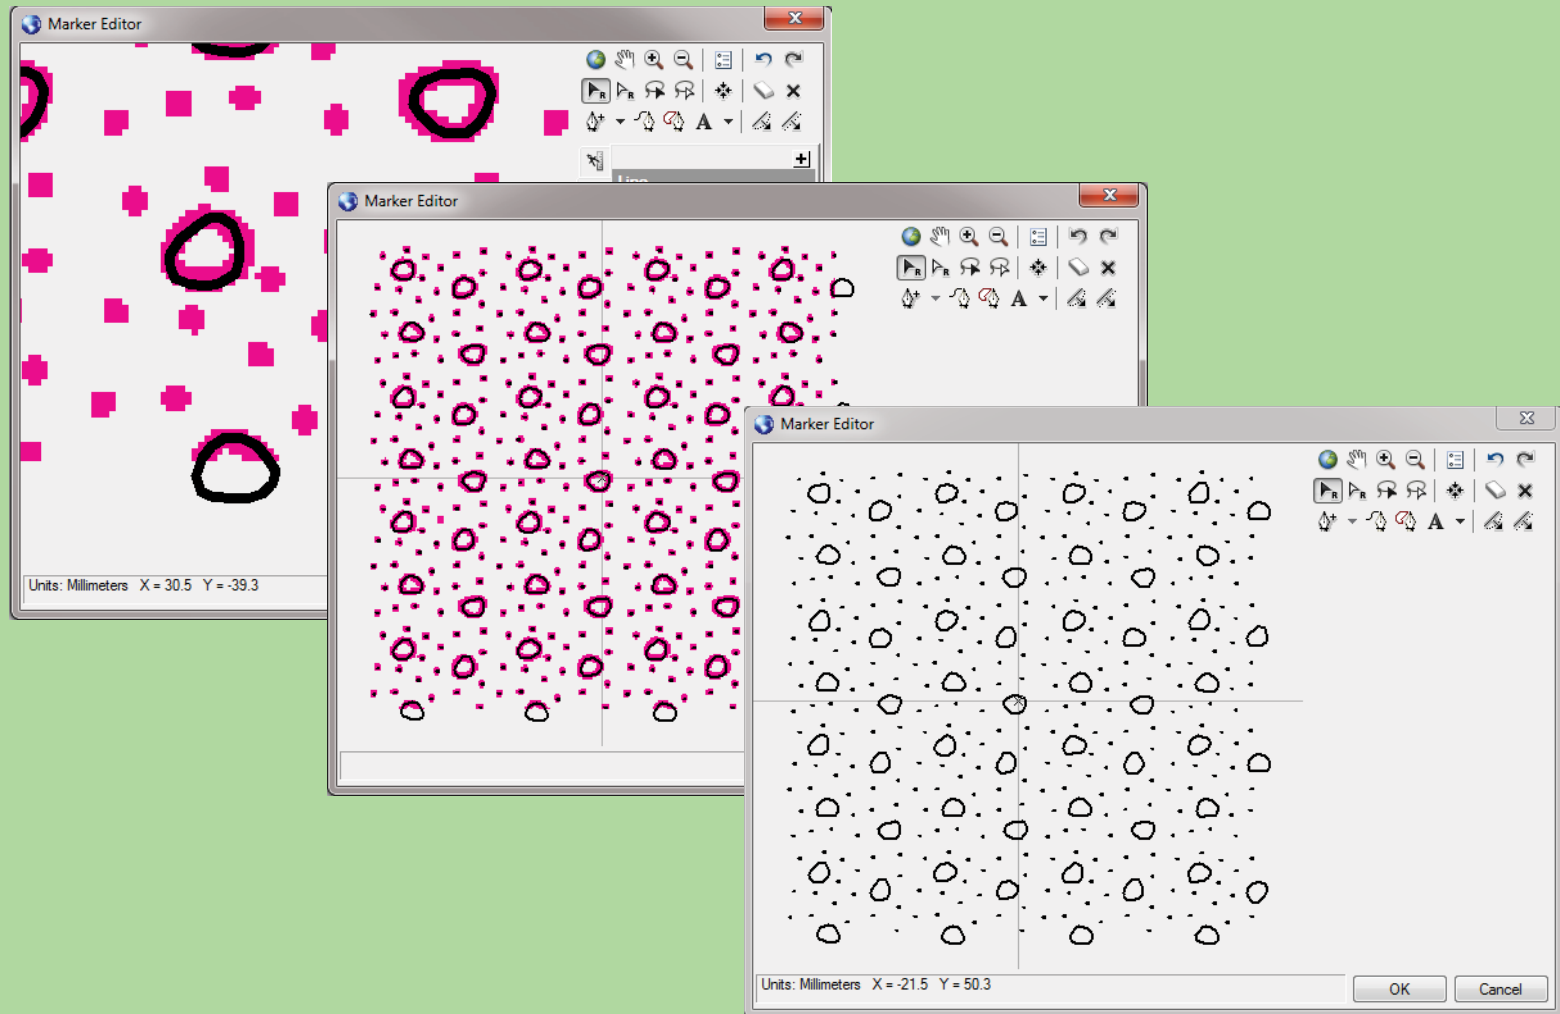 Marker Editor
Line
Units: Millimeters X = 30.5 Y = -39.3
Marker Editor
Marker Editor
Units: Millimeters X = -21.5 Y = 50.3
OK
Cancel